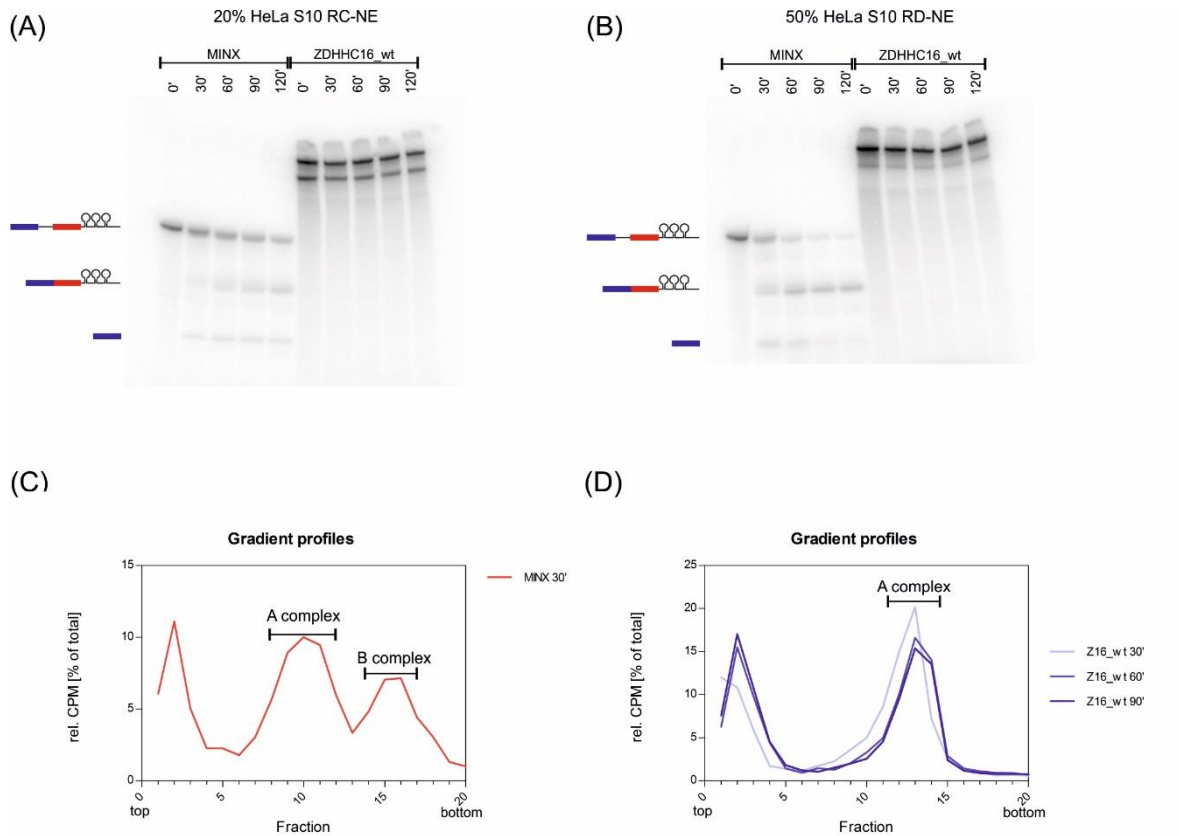 (A)
20% HeLa S10 RC-NE
MINX ZDHHC16_wt
0' 30' 60' 90' 120' 0' 30' 60' 90' 120'
(B)
50% HeLa S10 RD-NE
MINX ZDHHC16_wt
0' 30' 60' 90' 120' 0' 30' 60' 90' 120'
(C)
Gradient profiles
15
10
5
0
rel. CPM [% of total]
A complex
B complex
MINX 30'
0 5 10 15 20
top bottom
Fraction
(D)
Gradient profiles
25
20
15
10
5
0
rel. CPM [% of total]
A complex
Z16_wt 30'
Z16_wt 60'
Z16_wt 90'
0 5 10 15 20
top bottom
Fraction